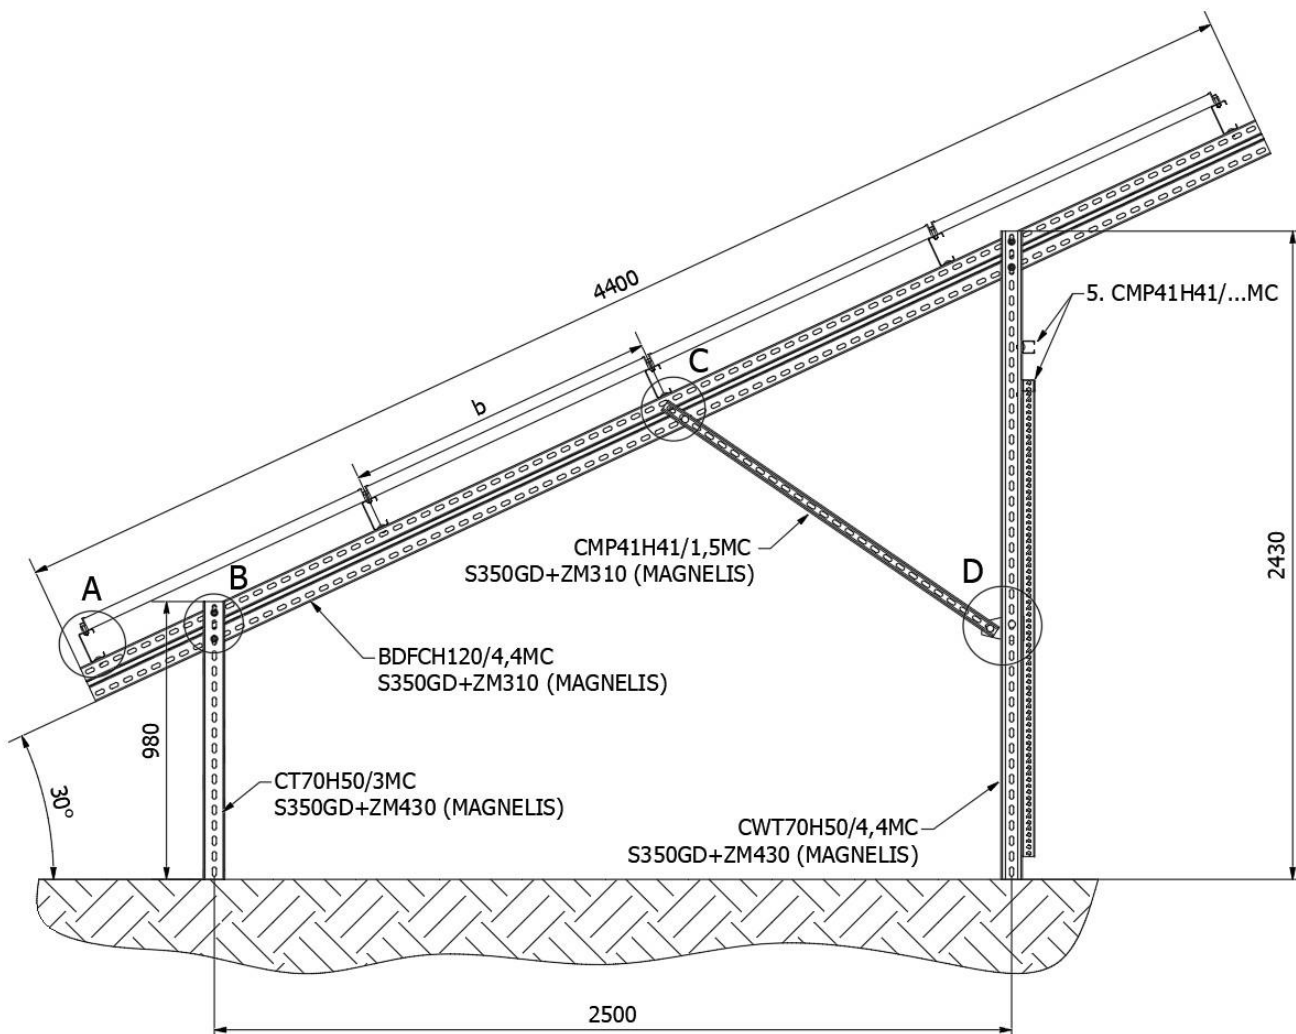 4400
5. CMP41H41/...MC
C
b
CMP41H41/1,5MC
S350GD+ZM310 (MAGNELIS)
2430
D
A
B
BDFCH120/4,4MC
S350GD+ZM310 (MAGNELIS)
980
CT70H50/3MC
S350GD+ZM430 (MAGNELIS)
30°
CWT70H50/4,4MC
S350GD+ZM430 (MAGNELIS)
2500